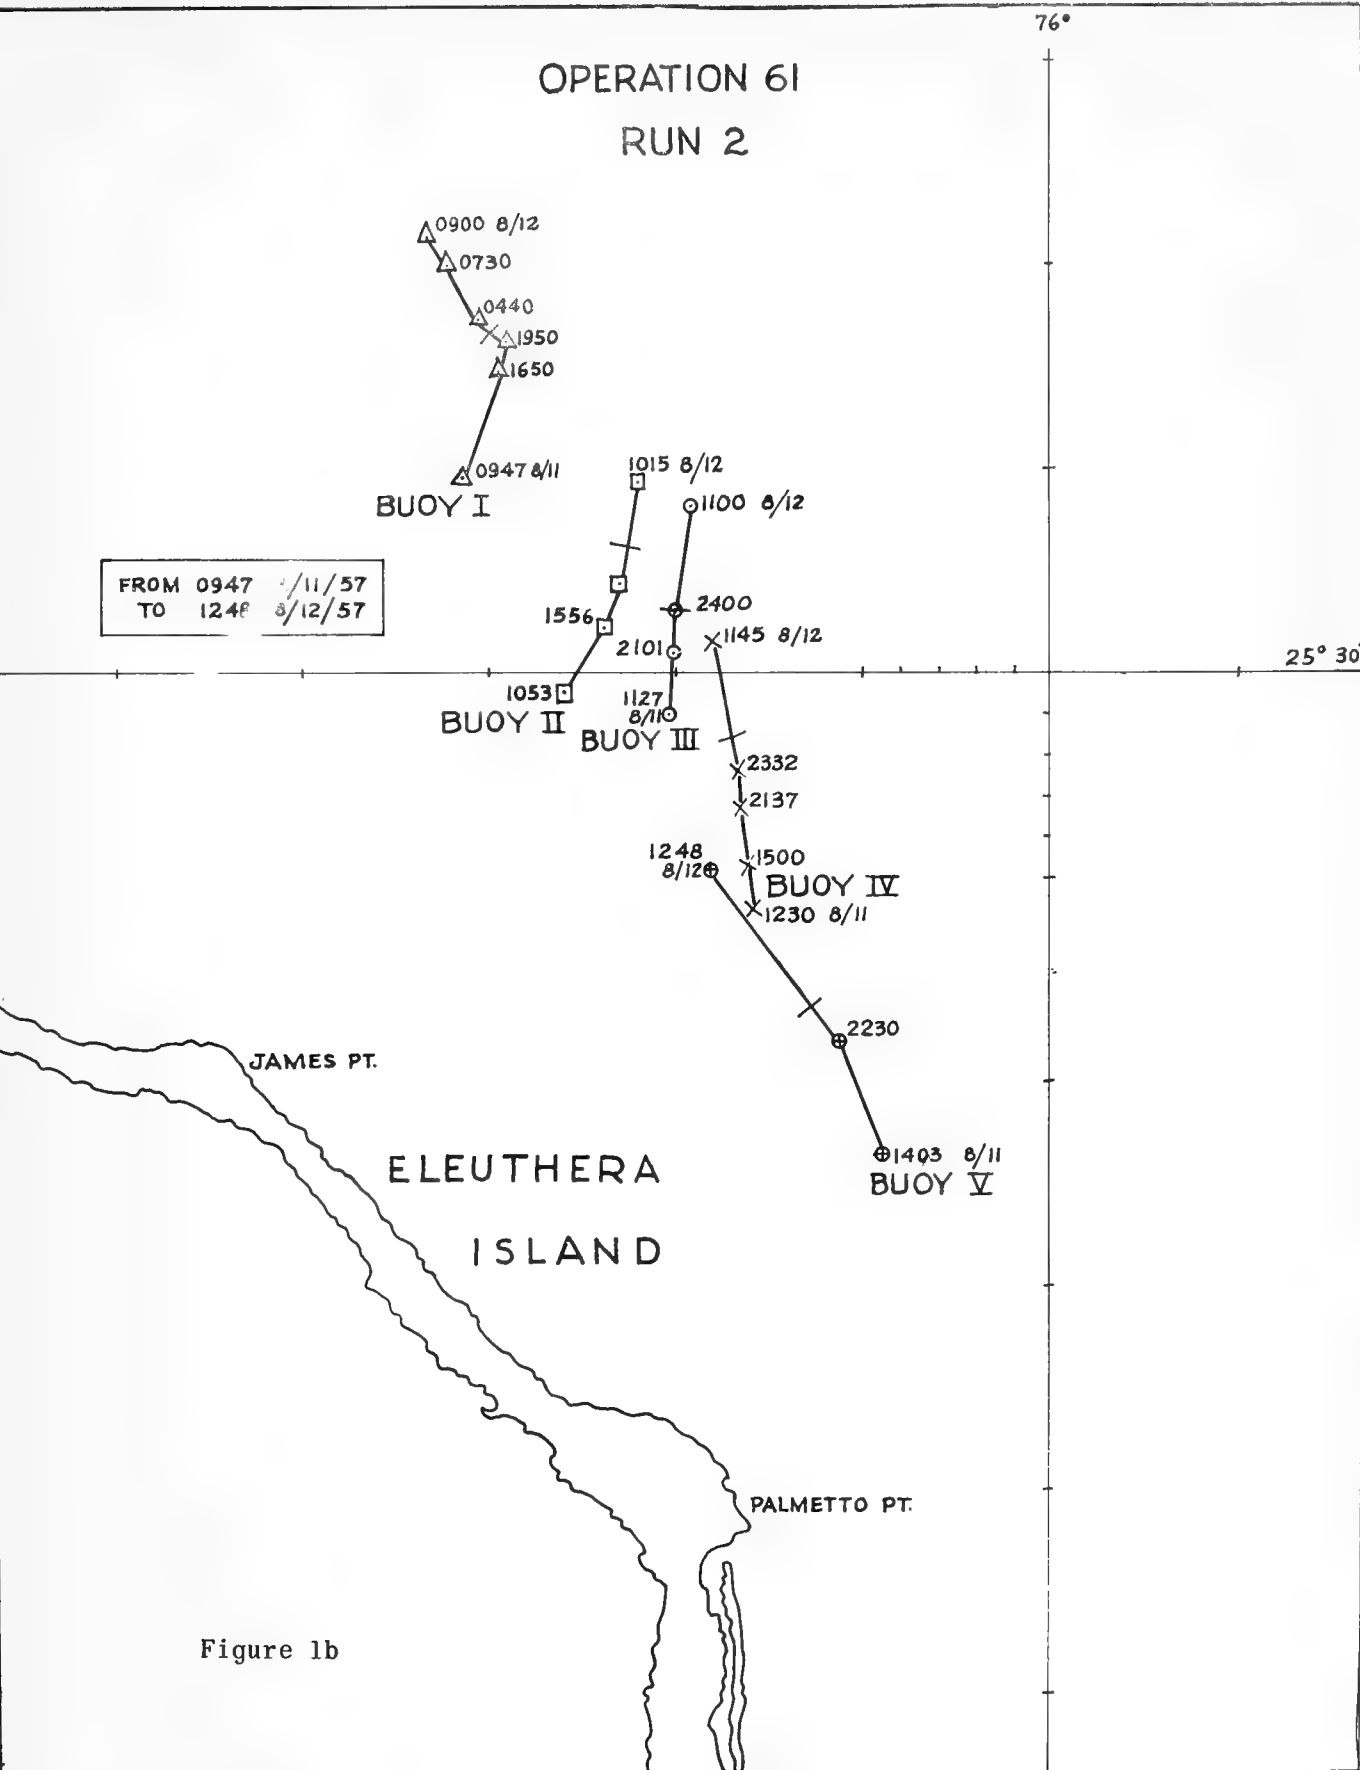 76°
OPERATION 61
RUN 2
0900 8/12
0730
0440
1950
1650
0947 8/11
BUOY I
1015 8/12
1100 8/12
FROM 0947 /11/57
TO 8/12/57
1556
2400
2101
1145 8/12
25° 30
1053
BUOY II
1127
8/11
BUOY III
2332
2137
1248
8/12
1500
BUOY IV
1230 8/11
2230
JAMES PT.
1403 8/11
BUOY V
ELEUTHERA
ISLAND
PALMETTO PT.
Figure 1b